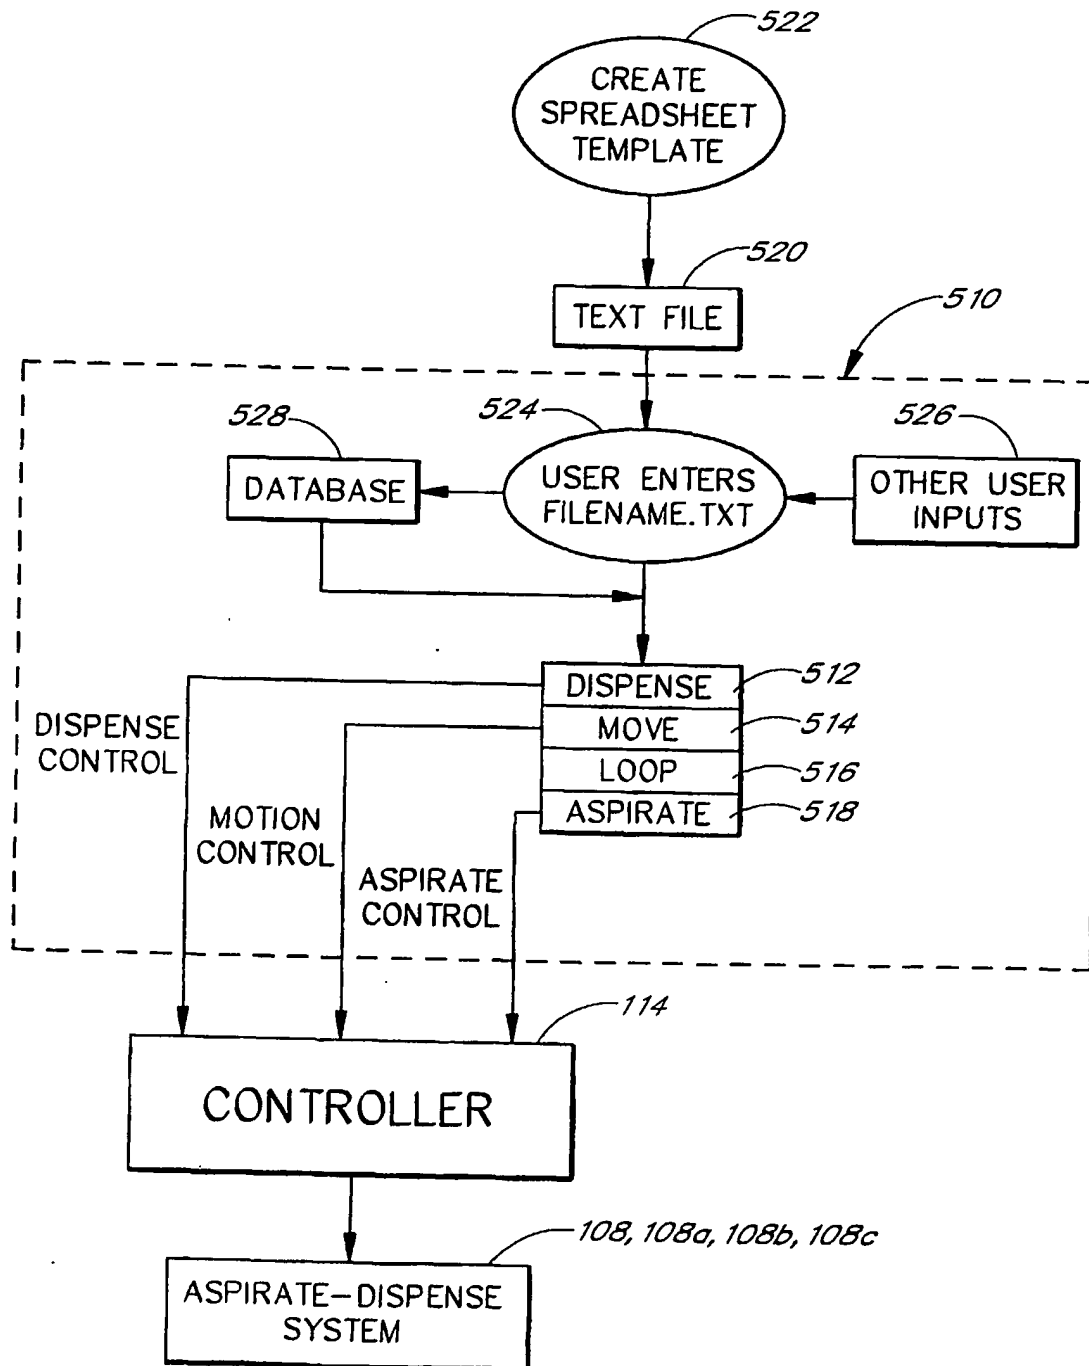 522
CREATE
SPREADSHEET
TEMPLATE
520
TEXT FILE
510
524
528
526
USER ENTERS
FILENAME.TXT
DATABASE
OTHER USER
INPUTS
DISPENSE
512
MOVE
514
LOOP
516
ASPIRATE
518
DISPENSE
CONTROL
MOTION
CONTROL
ASPIRATE
CONTROL
114
CONTROLLER
108, 108a, 108b, 108c
ASPIRATE-DISPENSE
SYSTEM